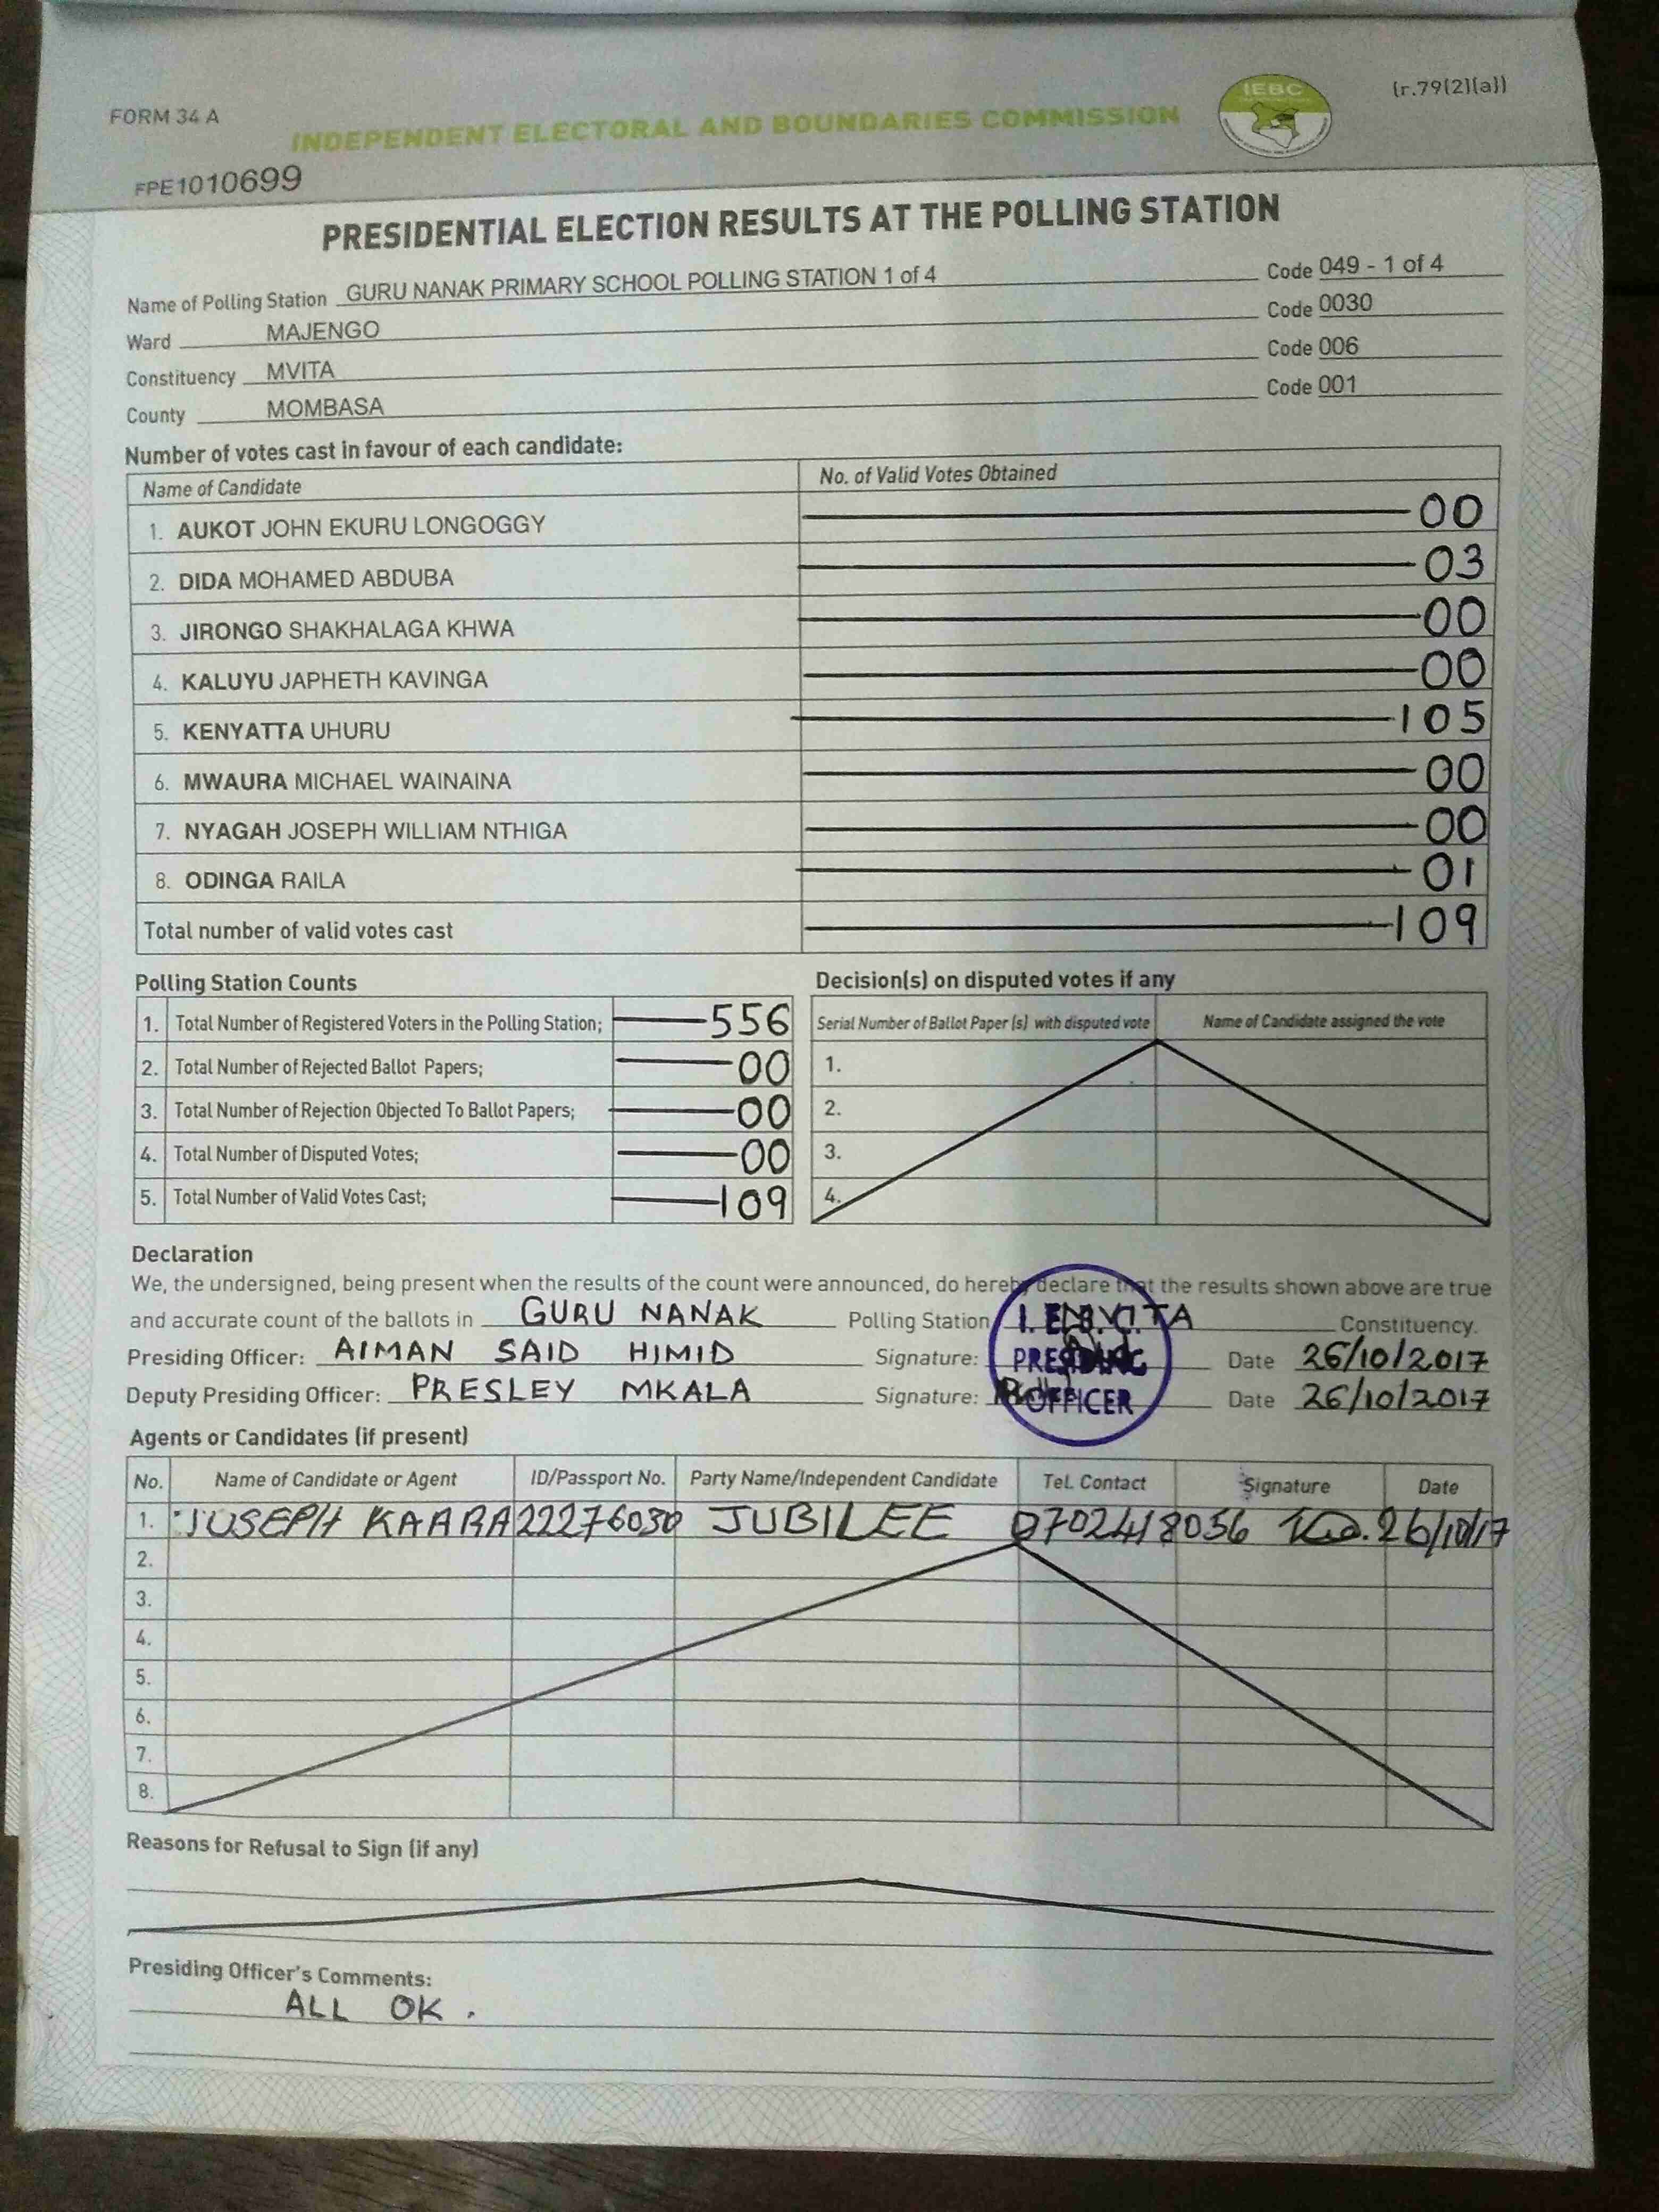 FORM 34 A
INDEPENDENT ELECTORAL AND BOUNDARIES COMMISSION
IEBC
(r.79(2)(a))
FPE1010699
PRESIDENTIAL ELECTION RESULTS AT THE POLLING STATION
Name of Polling Station GURU NANAK PRIMARY SCHOOL POLLING STATION 1 of 4 Code 049 - 1 of 4
Ward MAJENGO Code 0030
Constituency MVITA Code 006
County MOMBASA Code 001
Number of votes cast in favour of each candidate:
Name of Candidate No. of Valid Votes Obtained
1. AUKOT JOHN EKURU LONGOGGY 00
2. DIDA MOHAMED ABDUBA 03
3. JIRONGO SHAKHALAGA KHWA 00
4. KALUYU JAPHETH KAVINGA 00
5. KENYATTA UHURU 105
6. MWAURA MICHAEL WAINAINA 00
7. NYAGAH JOSEPH WILLIAM NTHIGA 00
8. ODINGA RAILA 01
Total number of valid votes cast 109
Polling Station Counts
1. Total Number of Registered Voters in the Polling Station; 556
2. Total Number of Rejected Ballot Papers; 00
3. Total Number of Rejection Objected To Ballot Papers; 00
4. Total Number of Disputed Votes; 00
5. Total Number of Valid Votes Cast; 109
Decision(s) on disputed votes if any
Serial Number of Ballot Paper (s) with disputed vote Name of Candidate assigned the vote
1.
2.
3.
4.
Declaration
We, the undersigned, being present when the results of the count were announced, do hereby declare that the results shown above are true
and accurate count of the ballots in GURU NANAK Polling Station MVITA Constituency.
Presiding Officer: AIMAN SAID HIMID Signature: Date 26/10/2017
Deputy Presiding Officer: PRESLEY MKALA Signature: Date 26/10/2017
I. E. B. C.
PRESIDING
OFFICER
Agents or Candidates (if present)
No. Name of Candidate or Agent ID/Passport No. Party Name/Independent Candidate Tel. Contact Signature Date
1. JOSEPH KAARA 22276030 JUBILEE 0702418056 26/10/17
2.
3.
4.
5.
6.
7.
8.
Reasons for Refusal to Sign (if any)
Presiding Officer's Comments:
ALL OK.